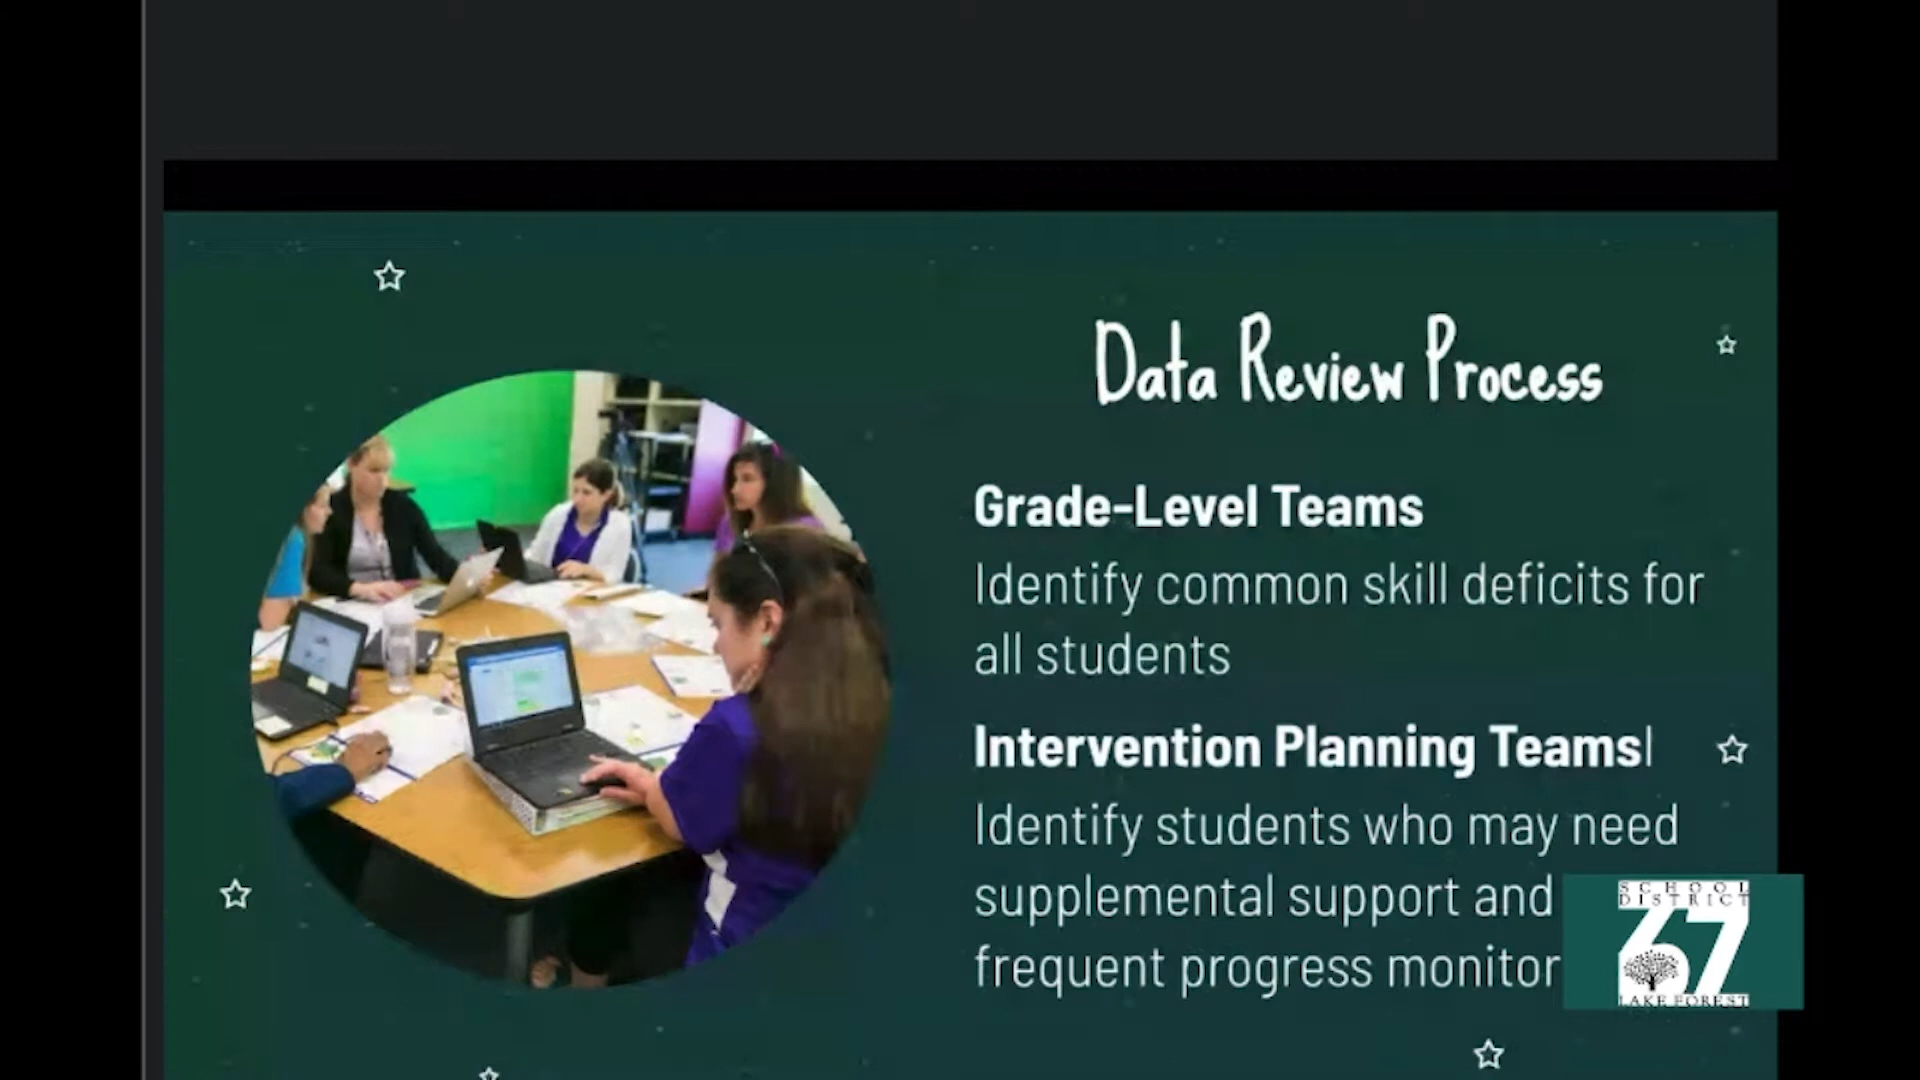 Data Review Process
Grade-Level Teams
Identify common skill deficits for
all students
Intervention Planning Teams
Identify students who may need
supplemental support and
frequent progress monitor
SCHOOL
DISTRICT
67
LAKE FOREST